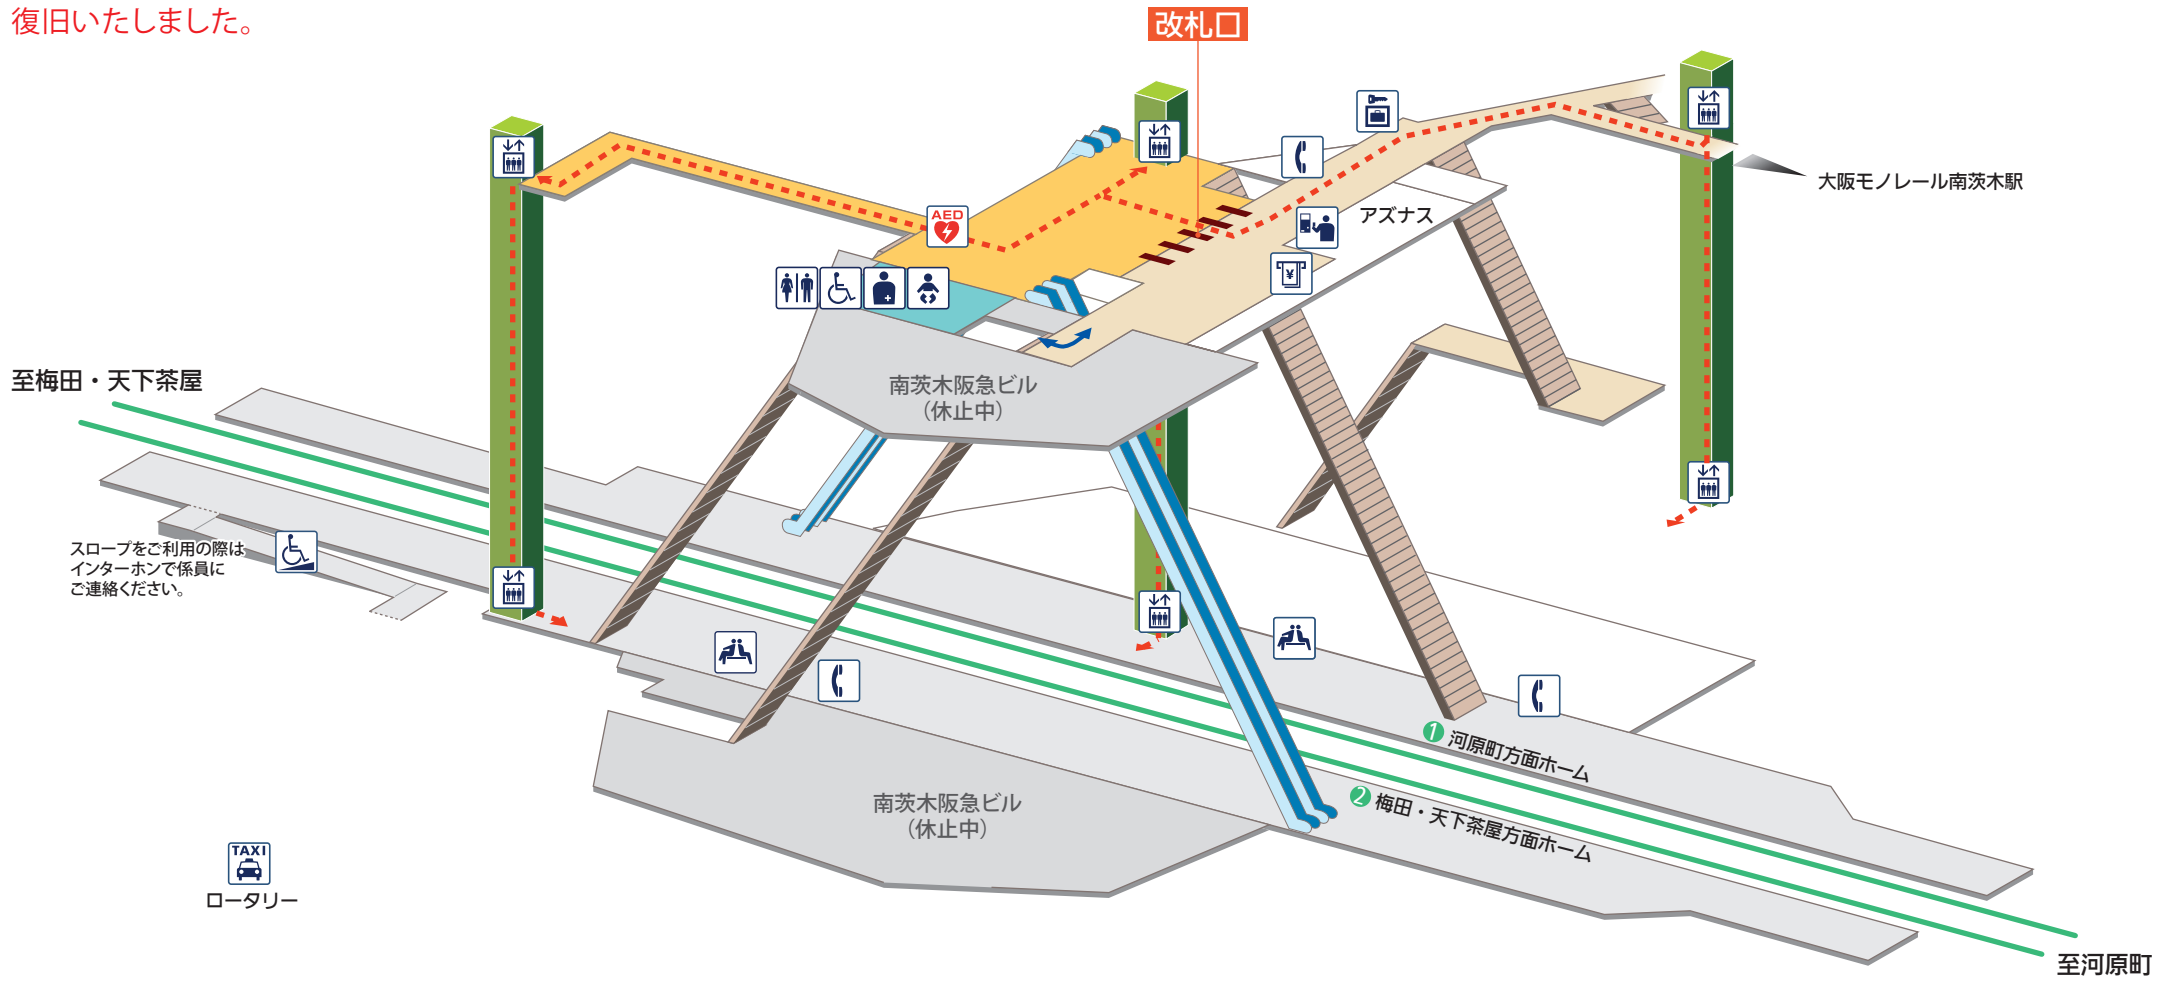 復旧いたしました。
改札口
大阪モノレール南茨木駅
アズナス
AED
¥
至梅田・天下茶屋
南茨木阪急ビル
（休止中）
スロープをご利用の際は
インターホンで係員に
ご連絡ください。
1 河原町方面ホーム
2 梅田・天下茶屋方面ホーム
南茨木阪急ビル
（休止中）
TAXI
ロータリー
至河原町